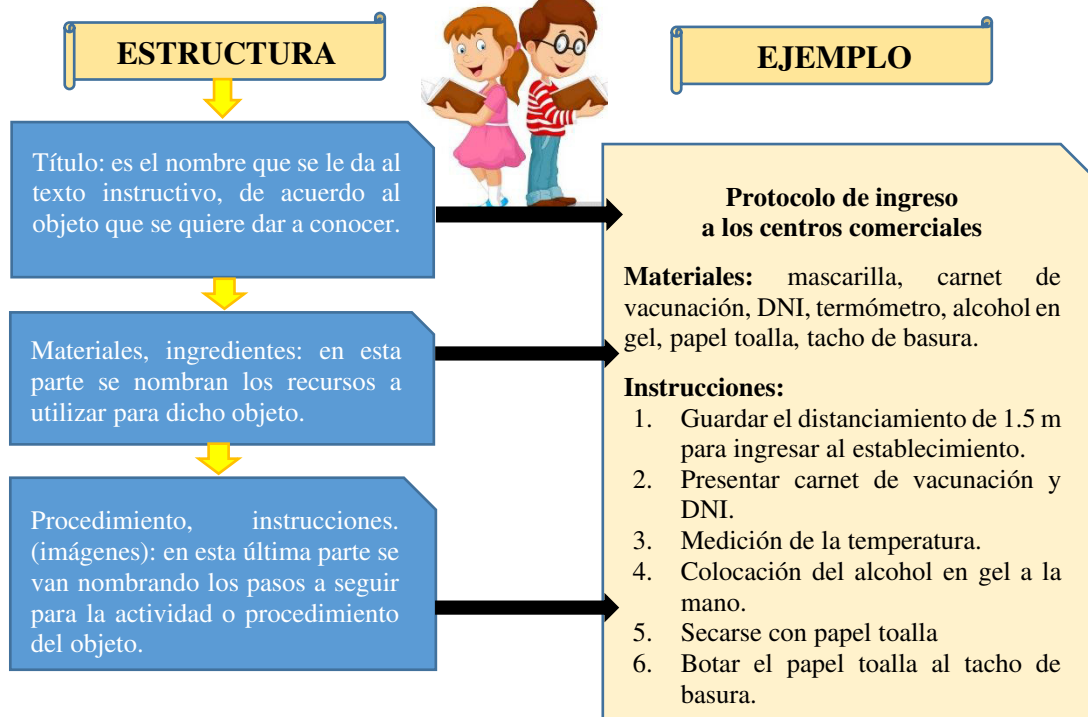 ESTRUCTURA
Título: es el nombre que se le da al
texto instructivo, de acuerdo al
objeto que se quiere dar a conocer.
Materiales, ingredientes: en esta
parte se nombran los recursos a
utilizar para dicho objeto.
Procedimiento, instrucciones.
(imágenes): en esta última parte se
van nombrando los pasos a seguir
para la actividad o procedimiento
del objeto.
EJEMPLO
Protocolo de ingreso
a los centros comerciales
Materiales: mascarilla, carnet de
vacunación, DNI, termómetro, alcohol en
gel, papel toalla, tacho de basura.
Instrucciones:
1. Guardar el distanciamiento de 1.5 m
para ingresar al establecimiento.
2. Presentar carnet de vacunación y
DNI.
3. Medición de la temperatura.
4. Colocación del alcohol en gel a la
mano.
5. Secarse con papel toalla
6. Botar el papel toalla al tacho de
basura.